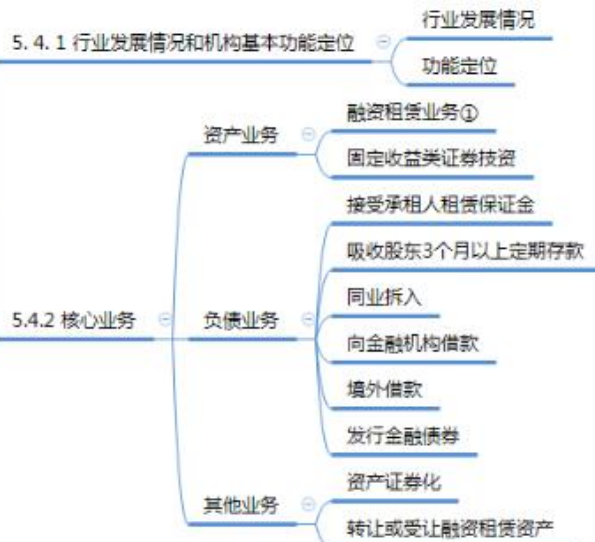 行业发展情况
5. 4. 1 行业发展情况和机构基本功能定位
功能定位
融资租赁业务①
资产业务
固定收益类证券技资
接受承租人租赁保证金
吸收股东3个月以上定期存款
同业拆入
5.4.2 核心业务
负债业务
向金融机构借款
境外借款
发行金融债券
资产证券化
其他业务
转让或受让融资租赁资产